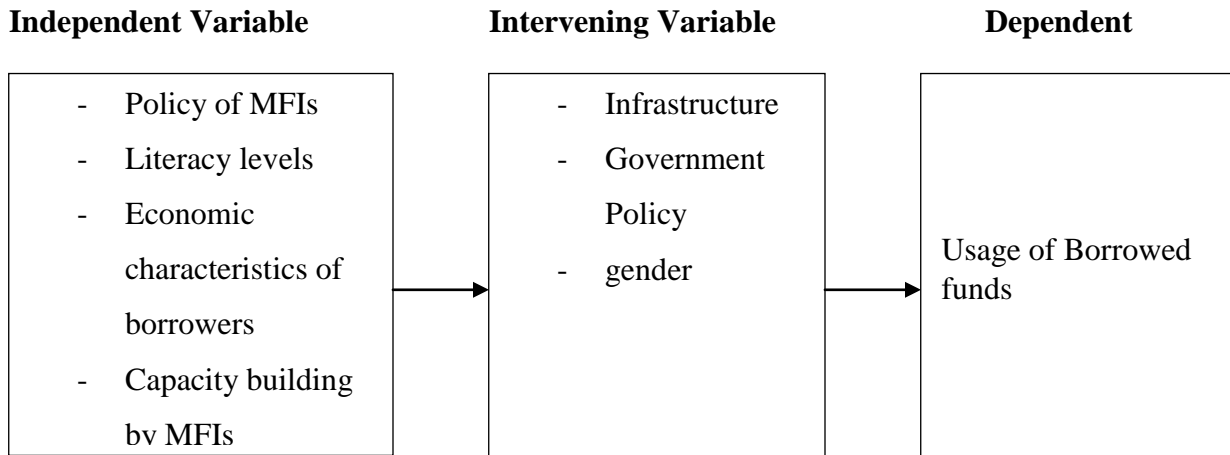 Independent Variable
Intervening Variable
Dependent
- Policy of MFIs
- Literacy levels
- Economic
characteristics of
borrowers
- Capacity building
by MFIs
- Infrastructure
- Government
Policy
- gender
Usage of Borrowed
funds